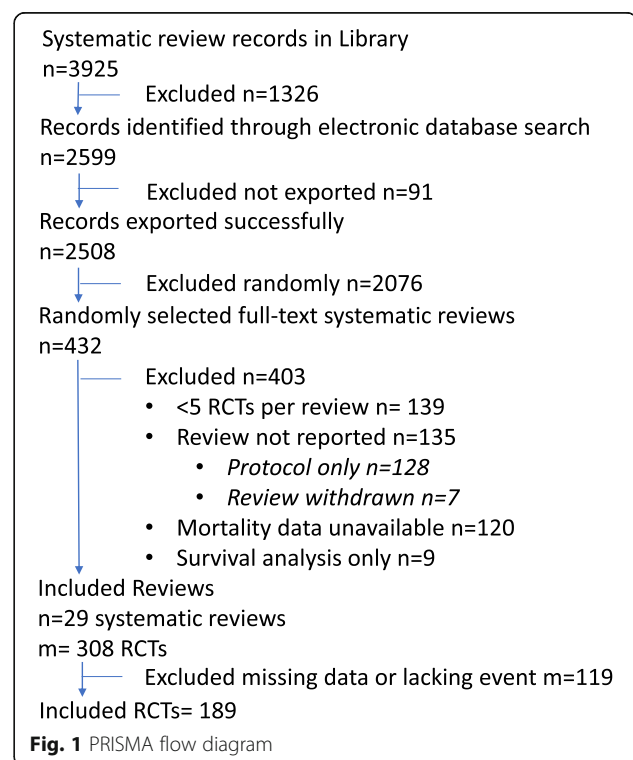 Systematic review records in Library
n=3925
Excluded n=1326
Records identified through electronic database search
n=2599
Excluded not exported n=91
Records exported successfully
n=2508
Excluded randomly n=2076
Randomly selected full-text systematic reviews
n=432
Excluded n=403
• <5 RCTs per review n= 139
• Review not reported n=135
• Protocol only n=128
• Review withdrawn n=7
• Mortality data unavailable n=120
• Survival analysis only n=9
Included Reviews
n=29 systematic reviews
m= 308 RCTs
Excluded missing data or lacking event m=119
Included RCTs= 189
Fig. 1 PRISMA flow diagram